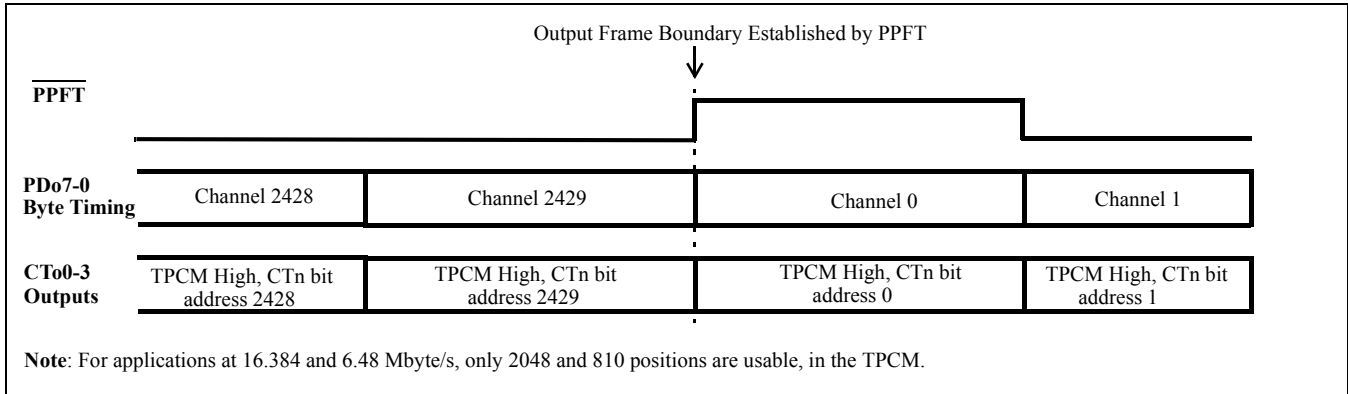 Output Frame Boundary Established by PPFT
PPFT
PDo7-0
Byte Timing
Channel 2428
Channel 2429
Channel 0
Channel 1
CTo0-3
Outputs
TPCM High, CTn bit
address 2428
TPCM High, CTn bit
address 2429
TPCM High, CTn bit
address 0
TPCM High, CTn bit
address 1
Note: For applications at 16.384 and 6.48 Mbyte/s, only 2048 and 810 positions are usable, in the TPCM.